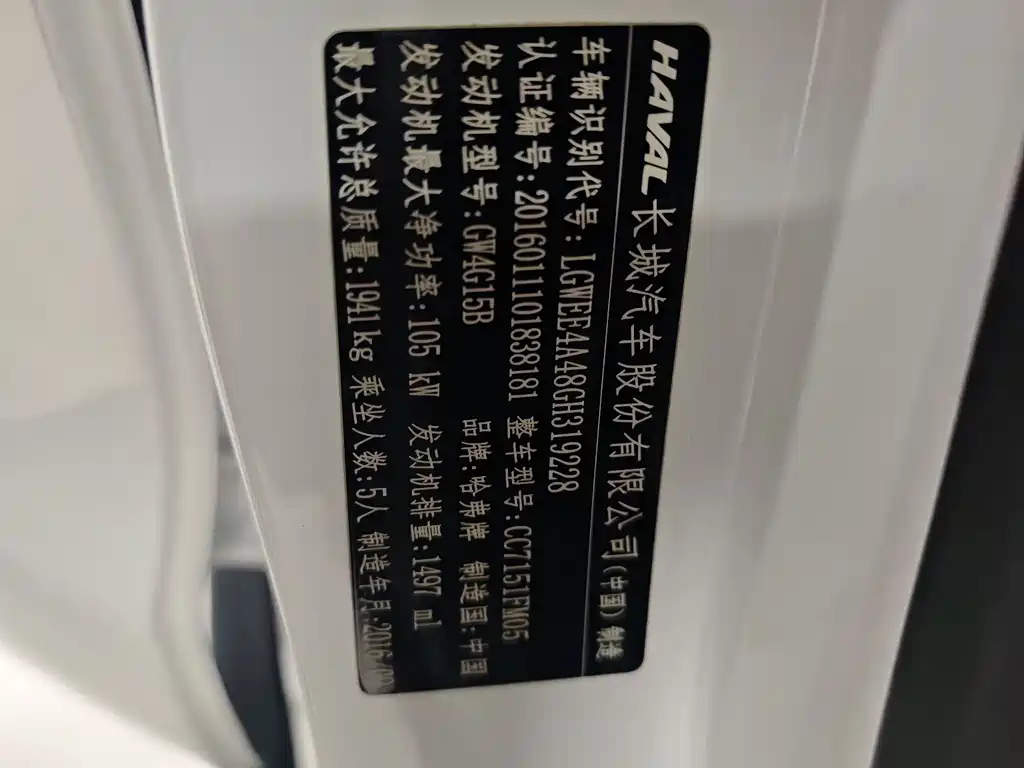 HAVAL 长城汽车股份有限公司(中国) 制造
车辆识别代号:LGWEE4A48GH319228
认证编号:2016011101838181 整车型号:CC7151FM05
发动机型号:GW4G15B 品牌:哈弗牌 制造国:中国
发动机最大净功率:105 kW 发动机排量:1497 ml
最大允许总质量:1941kg 乘坐人数:5人 制造年月:2016